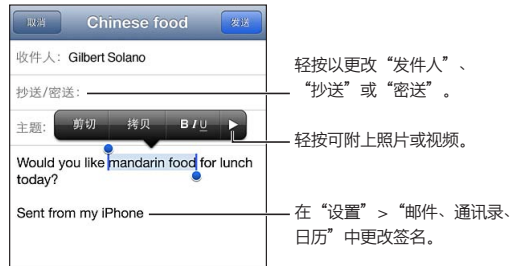 取消 Chinese food 发送
收件人： Gilbert Solano
抄送/密送：
主题：
剪切 拷贝 B I U ▶
Would you like mandarin food for lunch
today?
Sent from my iPhone
轻按以更改“发件人”、
“抄送”或“密送”。
轻按可附上照片或视频。
在“设置”>“邮件、通讯录、
日历”中更改签名。